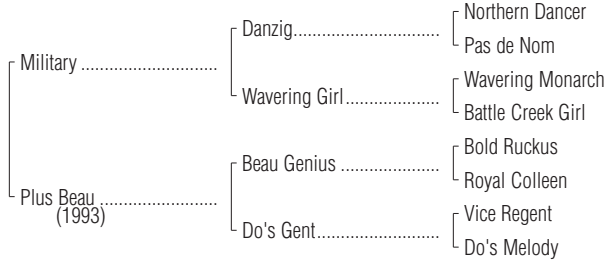 Northern Dancer
Danzig.................................
Pas de Nom
Military ...............................
Wavering Monarch
Wavering Girl.....................
Battle Creek Girl
Bold Ruckus
Beau Genius ......................
Royal Colleen
Plus Beau ..........................
(1993)
Vice Regent
Do's Gent...........................
Do's Melody